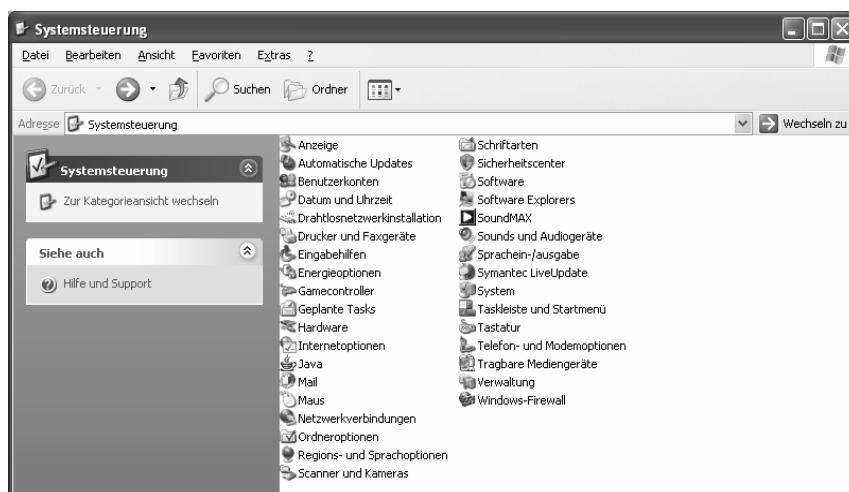 Systemsteuerung
Datei Bearbeiten Ansicht Favoriten Extras ?
Zurück Suchen Ordner
Adresse Systemsteuerung Wechseln zu
Systemsteuerung
Zur Kategorieansicht wechseln
Siehe auch
Hilfe und Support
Anzeige
Automatische Updates
Benutzerkonten
Datum und Uhrzeit
Drahtlosnetzwerkinstallation
Drucker und Faxgeräte
Eingabehilfen
Energieoptionen
Gamecontroller
Geplante Tasks
Hardware
Internetoptionen
Java
Mail
Maus
Netzwerkverbindungen
Ordneroptionen
Regions- und Sprachoptionen
Scanner und Kameras
Schriftarten
Sicherheitscenter
Software
Software Explorers
SoundMAX
Sounds und Audiogeräte
Sprachein-/ausgabe
Symantec LiveUpdate
System
Taskleiste und Startmenü
Tastatur
Telefon- und Modemoptionen
Tragbare Mediengeräte
Verwaltung
Windows-Firewall